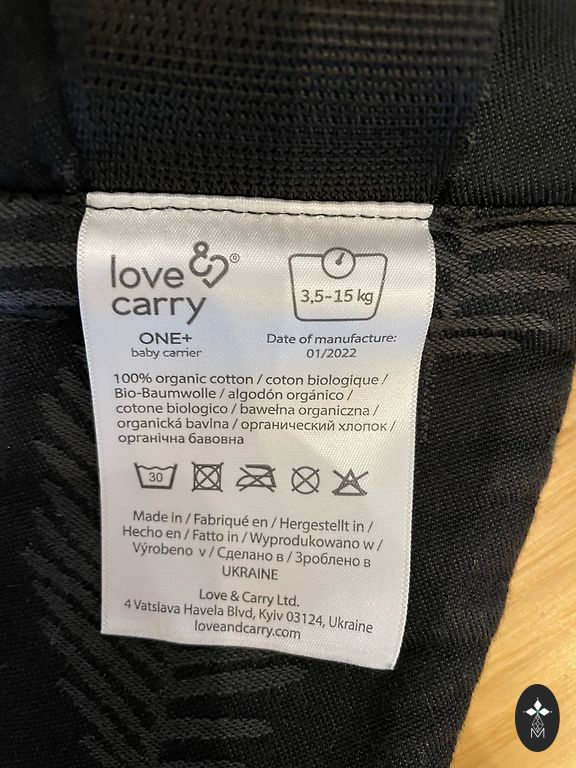 love & ®
carry
3,5-15 kg
ONE+
baby carrier
Date of manufacture:
01/2022
100% organic cotton / coton biologique /
Bio-Baumwolle / algodón orgánico /
cotone biologico / bawełna organiczna /
organická bavlna / органический хлопок /
органічна бавовна
30
Made in / Fabriqué en / Hergestellt in /
Hecho en / Fatto in / Wyprodukowano w /
Výrobeno v / Сделано в / Зроблено в
UKRAINE
Love & Carry Ltd.
4 Vatslava Havela Blvd, Kyiv 03124, Ukraine
loveandcarry.com
M